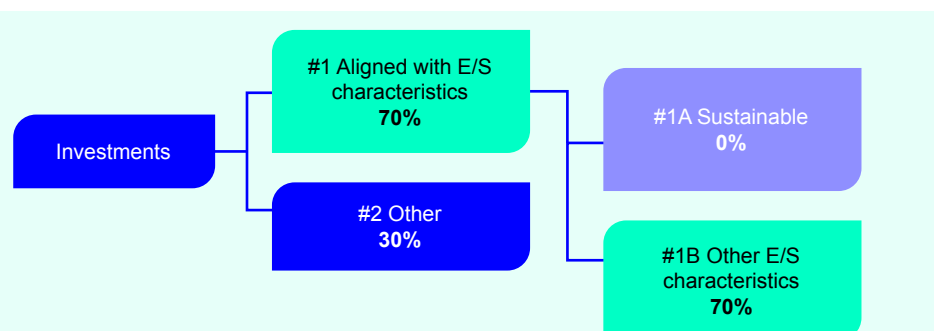 Investments
#1 Aligned with E/S
characteristics
70%
#2 Other
30%
#1A Sustainable
0%
#1B Other E/S
characteristics
70%